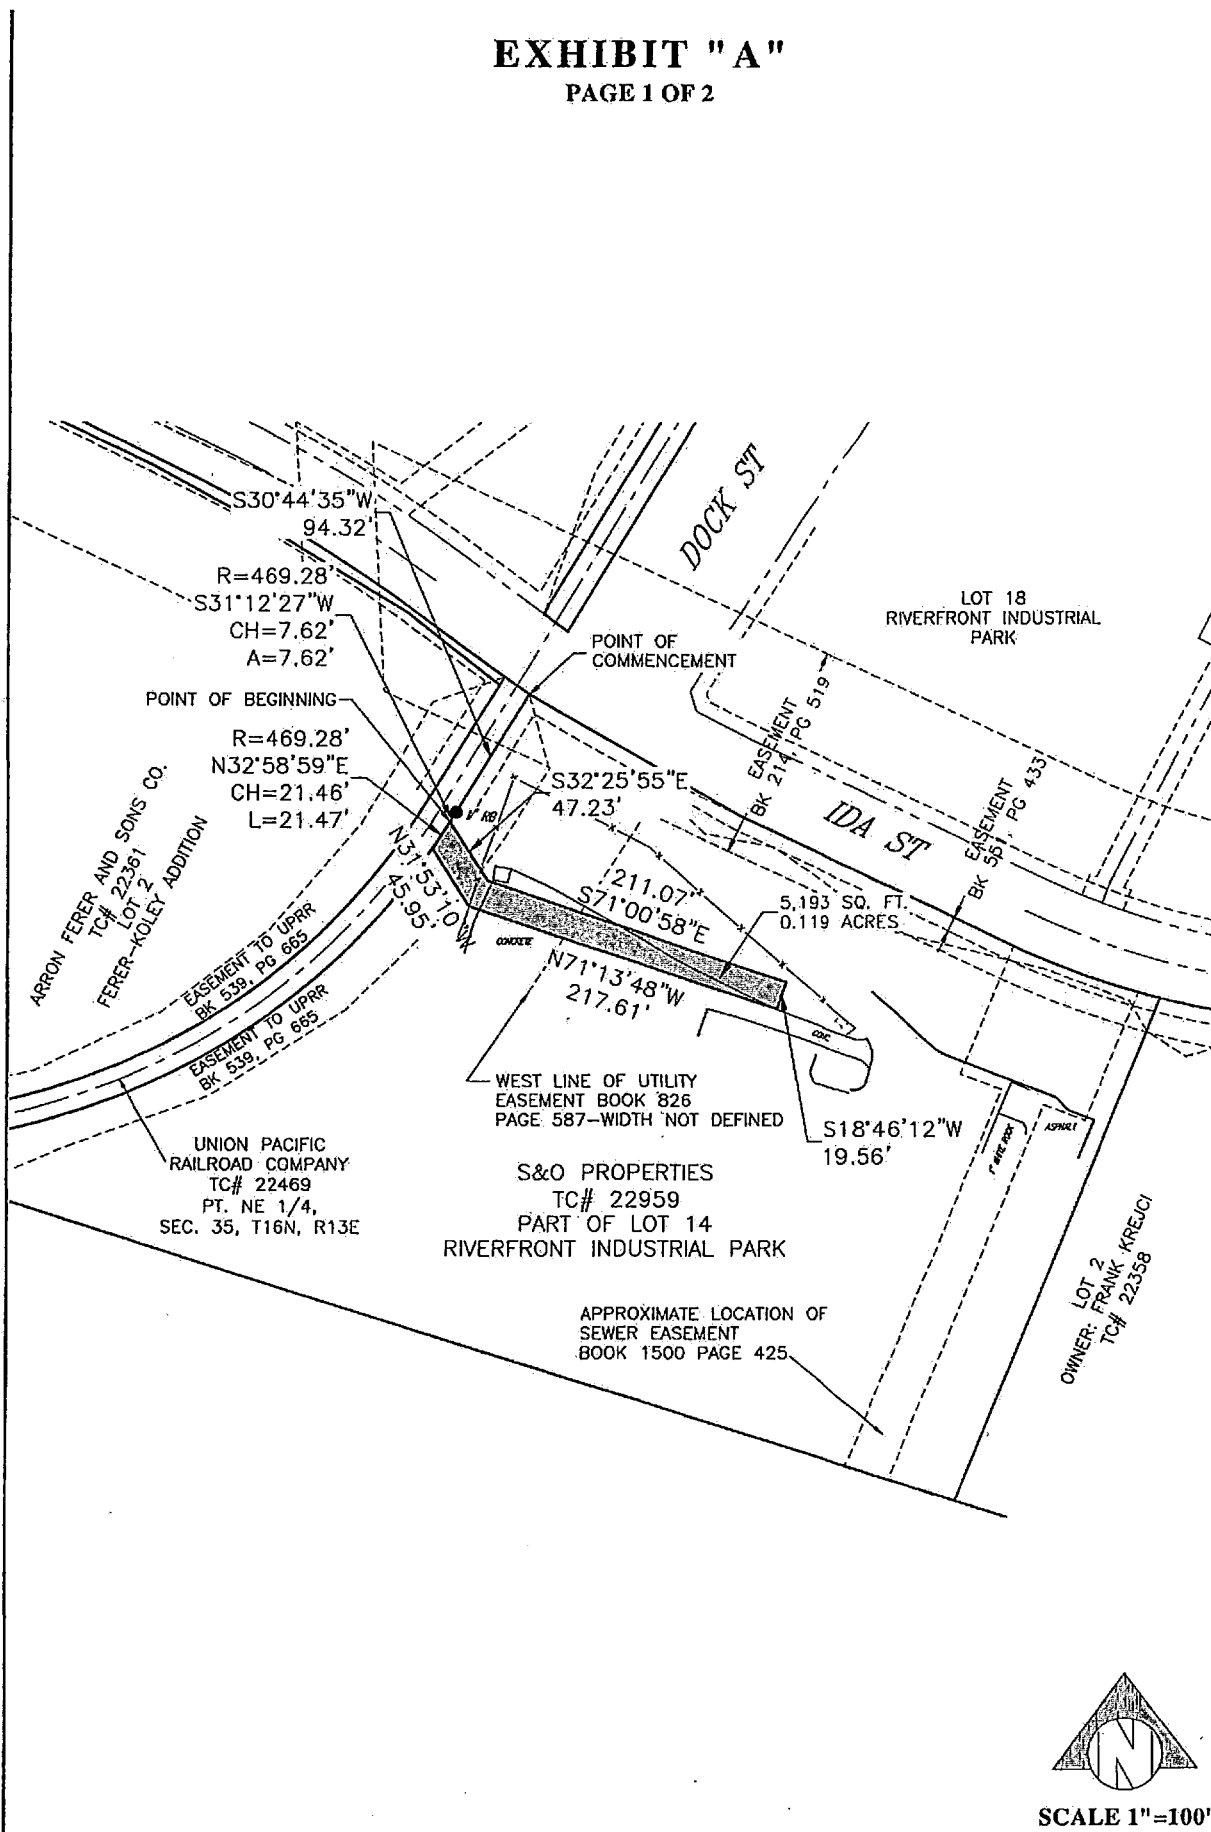 EXHIBIT "A"
PAGE 1 OF 2
S30°44'35"W
94.32'
DOCK ST
R=469.28'
S31°12'27"W
CH=7.62'
A=7.62'
LOT 18
RIVERFRONT INDUSTRIAL
PARK
POINT OF
COMMENCEMENT
POINT OF BEGINNING
EASEMENT
BK 214, PG 519
R=469.28'
N32°58'59"E
CH=21.46'
L=21.47'
S32°25'55"E
47.23'
RB
IDA ST
EASEMENT
BK 551, PG 433
ARRON FERER AND SONS CO.
TC# 22361
LOT 2
FERER-KOLEY ADDITION
N31°53'10"W
45.95'
211.07'
S71°00'58"E
5,193 SQ. FT.
0.119 ACRES
CONCRETE
N71°13'48"W
217.61'
EASEMENT TO UPRR
BK 539, PG 665
EASEMENT TO UPRR
BK 539, PG 665
CONC.
WEST LINE OF UTILITY
EASEMENT BOOK 826
PAGE 587-WIDTH NOT DEFINED
S18°46'12"W
19.56'
ASPHALT
UNION PACIFIC
RAILROAD COMPANY
TC# 22469
PT. NE 1/4,
SEC. 35, T16N, R13E
S&O PROPERTIES
TC# 22959
PART OF LOT 14
RIVERFRONT INDUSTRIAL PARK
LOT 2
OWNER: FRANK KREJCI
TC# 22358
APPROXIMATE LOCATION OF
SEWER EASEMENT
BOOK 1500 PAGE 425
N
SCALE 1"=100'